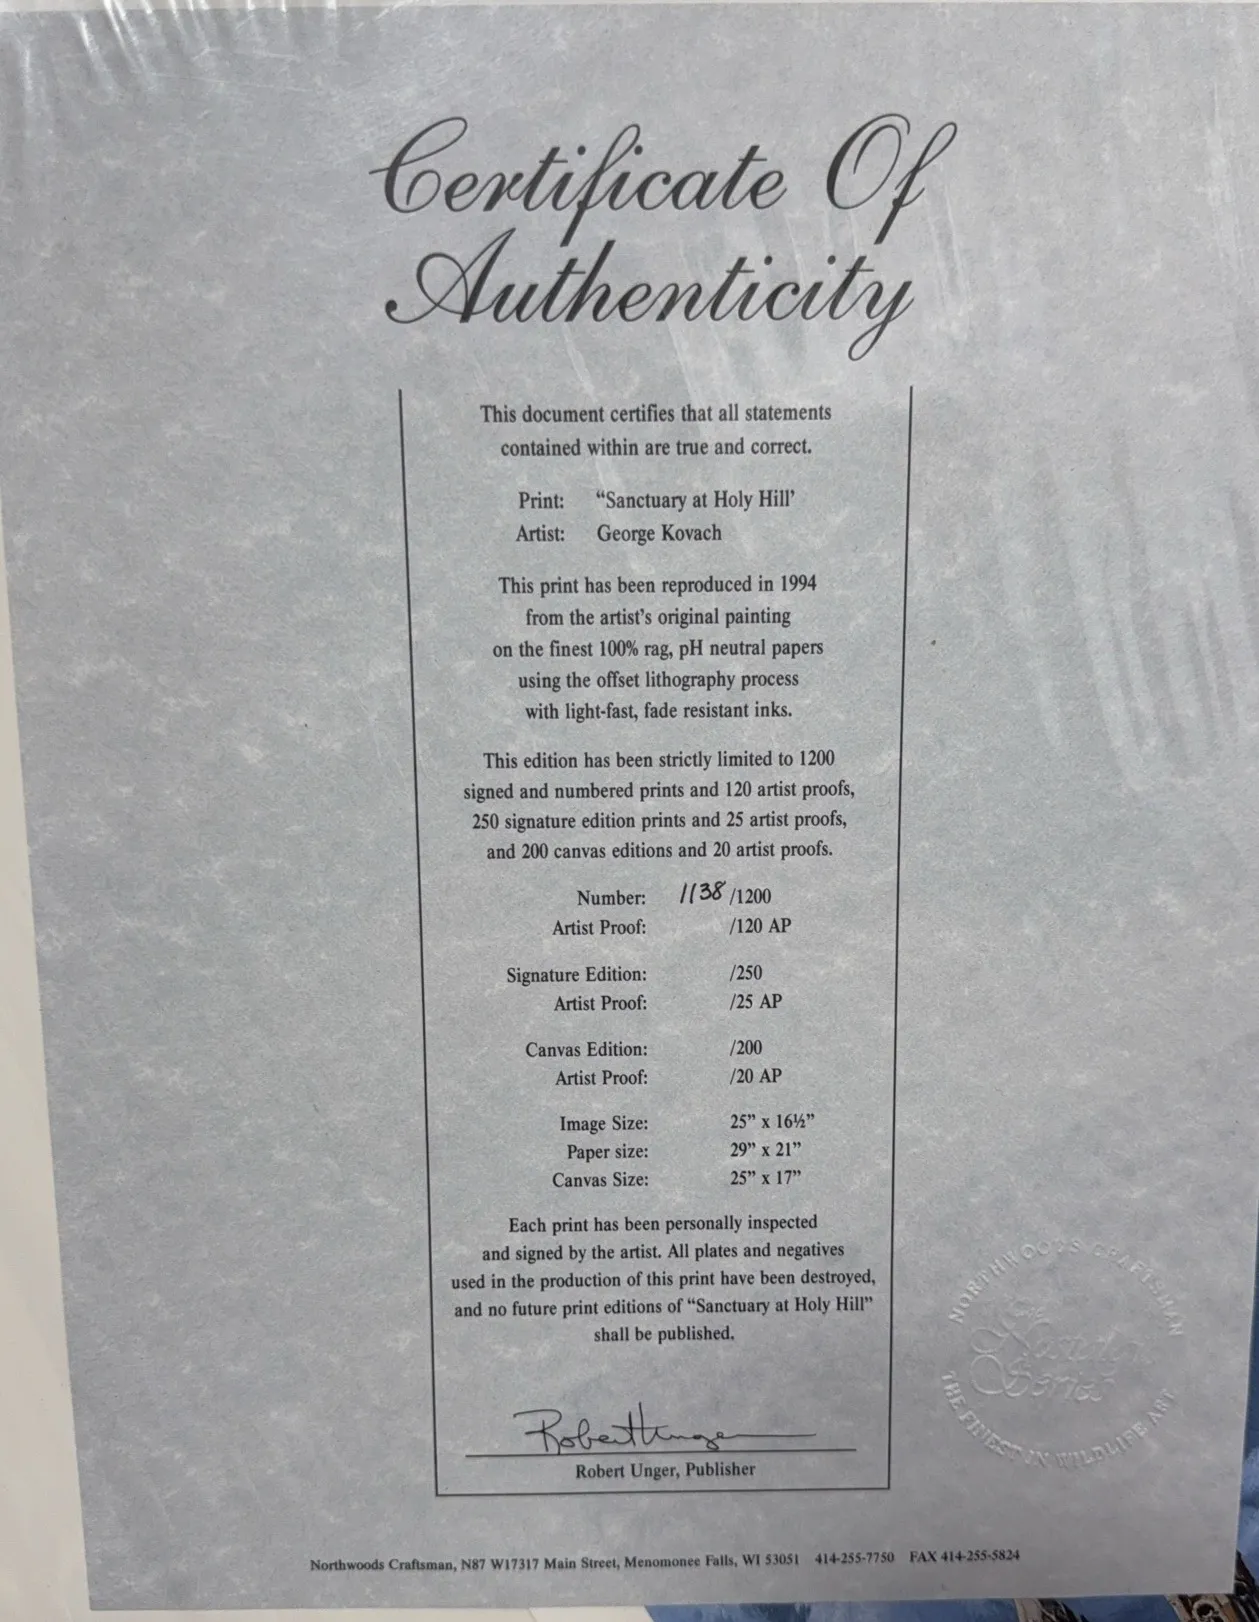 Certificate Of
Authenticity
This document certifies that all statements
contained within are true and correct.
Print: “Sanctuary at Holy Hill’
Artist: George Kovach
This print has been reproduced in 1994
from the artist’s original painting
on the finest 100% rag, pH neutral papers
using the offset lithography process
with light-fast, fade resistant inks.
This edition has been strictly limited to 1200
signed and numbered prints and 120 artist proofs,
250 signature edition prints and 25 artist proofs,
and 200 canvas editions and 20 artist proofs.
Number: 1138 /1200
Artist Proof: /120 AP
Signature Edition: /250
Artist Proof: /25 AP
Canvas Edition: /200
Artist Proof: /20 AP
Image Size: 25” x 16½”
Paper size: 29” x 21”
Canvas Size: 25” x 17”
Each print has been personally inspected
and signed by the artist. All plates and negatives
used in the production of this print have been destroyed,
and no future print editions of “Sanctuary at Holy Hill”
shall be published.
Robert Unger
Robert Unger, Publisher
NORTHWOODS CRAFTSMAN
Series
THE FINEST IN WILDLIFE ART
Northwoods Craftsman, N87 W17317 Main Street, Menomonee Falls, WI 53051 414-255-7750 FAX 414-255-5824